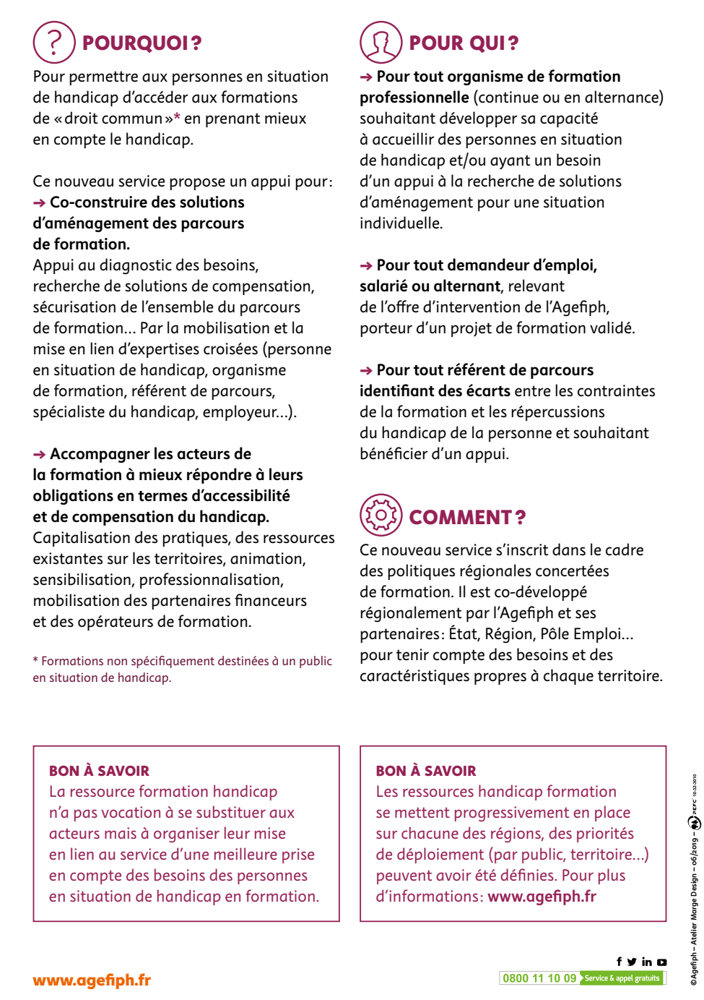 POURQUOI ?
Pour permettre aux personnes en situation
de handicap d’accéder aux formations
de « droit commun »* en prenant mieux
en compte le handicap.
Ce nouveau service propose un appui pour :
➔ Co-construire des solutions
d’aménagement des parcours
de formation.
Appui au diagnostic des besoins,
recherche de solutions de compensation,
sécurisation de l’ensemble du parcours
de formation... Par la mobilisation et la
mise en lien d’expertises croisées (personne
en situation de handicap, organisme
de formation, référent de parcours,
spécialiste du handicap, employeur...).
➔ Accompagner les acteurs de
la formation à mieux répondre à leurs
obligations en termes d’accessibilité
et de compensation du handicap.
Capitalisation des pratiques, des ressources
existantes sur les territoires, animation,
sensibilisation, professionnalisation,
mobilisation des partenaires financeurs
et des opérateurs de formation.
* Formations non spécifiquement destinées à un public
en situation de handicap.
POUR QUI ?
➔ Pour tout organisme de formation
professionnelle (continue ou en alternance)
souhaitant développer sa capacité
à accueillir des personnes en situation
de handicap et/ou ayant un besoin
d’un appui à la recherche de solutions
d’aménagement pour une situation
individuelle.
➔ Pour tout demandeur d’emploi,
salarié ou alternant, relevant
de l’offre d’intervention de l’Agefiph,
porteur d’un projet de formation validé.
➔ Pour tout référent de parcours
identifiant des écarts entre les contraintes
de la formation et les répercussions
du handicap de la personne et souhaitant
bénéficier d’un appui.
COMMENT ?
Ce nouveau service s’inscrit dans le cadre
des politiques régionales concertées
de formation. Il est co-développé
régionalement par l’Agefiph et ses
partenaires : État, Région, Pôle Emploi...
pour tenir compte des besoins et des
caractéristiques propres à chaque territoire.
BON À SAVOIR
La ressource formation handicap
n’a pas vocation à se substituer aux
acteurs mais à organiser leur mise
en lien au service d’une meilleure prise
en compte des besoins des personnes
en situation de handicap en formation.
BON À SAVOIR
Les ressources handicap formation
se mettent progressivement en place
sur chacune des régions, des priorités
de déploiement (par public, territoire...)
peuvent avoir été définies. Pour plus
d’informations : www.agefiph.fr
www.agefiph.fr
0800 11 10 09 Service & appel gratuits
©Agefiph – Atelier Marge Design – 06/2019 – PEFC 10-32-3010